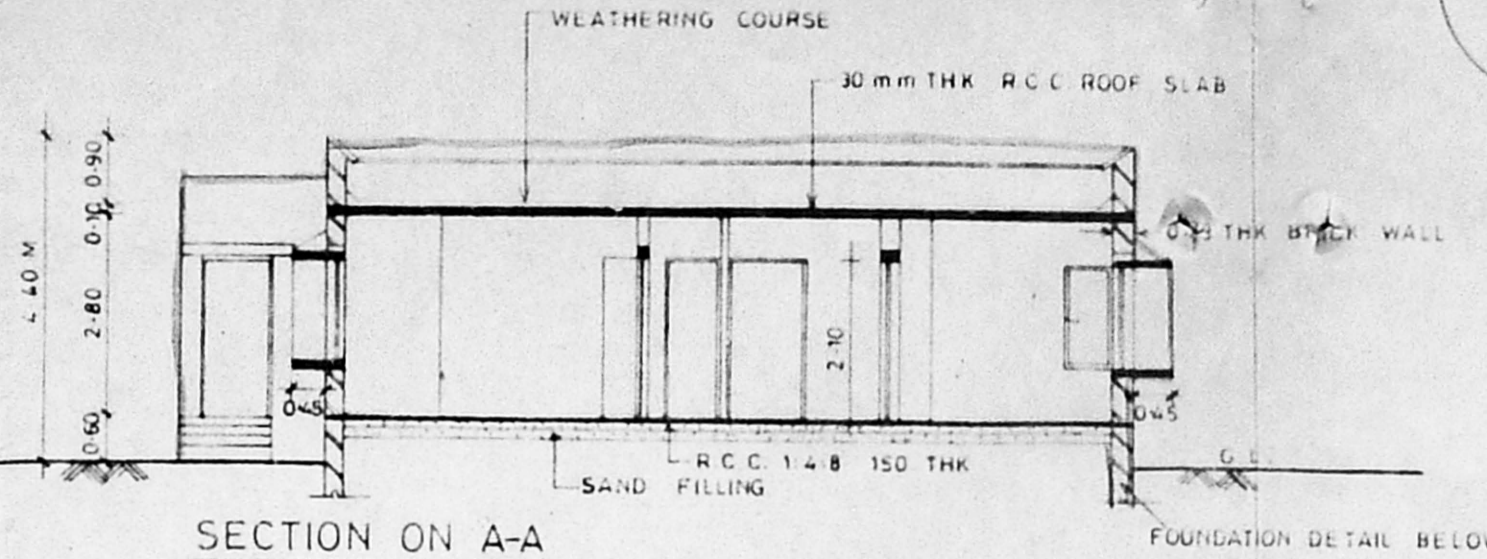 WEATHERING COURSE
30 mm THK R.C.C. ROOF SLAB
0.90
0.10
4.40 M
2.80
0.60
THK BRICK WALL
2.10
0.45
0.45
R.C.C. 1:4:8 150 THK
SAND FILLING
G.L.
SECTION ON A-A
FOUNDATION DETAIL BELOW